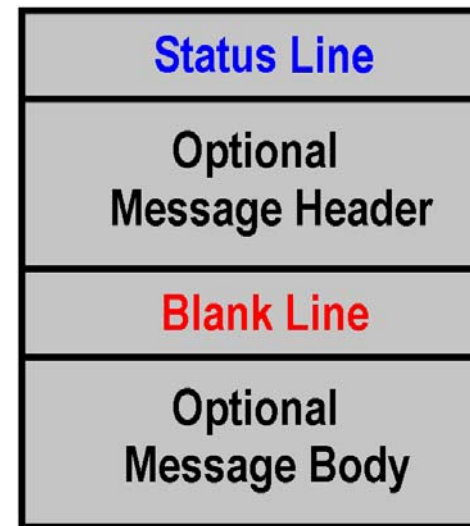 Status Line
Optional
Message Header
Blank Line
Optional
Message Body